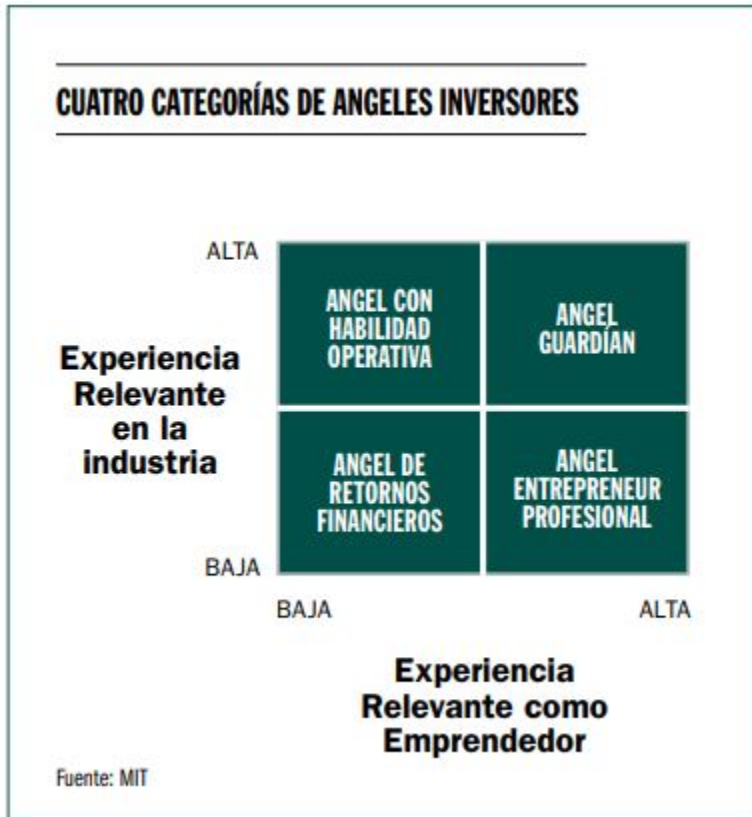 CUATRO CATEGORÍAS DE ANGELES INVERSORES
ALTA
Experiencia
Relevante
en la
industria
BAJA
ANGEL CON
HABILIDAD
OPERATIVA
ANGEL
GUARDÍAN
ANGEL DE
RETORNOS
FINANCIEROS
ANGEL
ENTREPRENEUR
PROFESIONAL
BAJA
ALTA
Experiencia
Relevante como
Emprendedor
Fuente: MIT